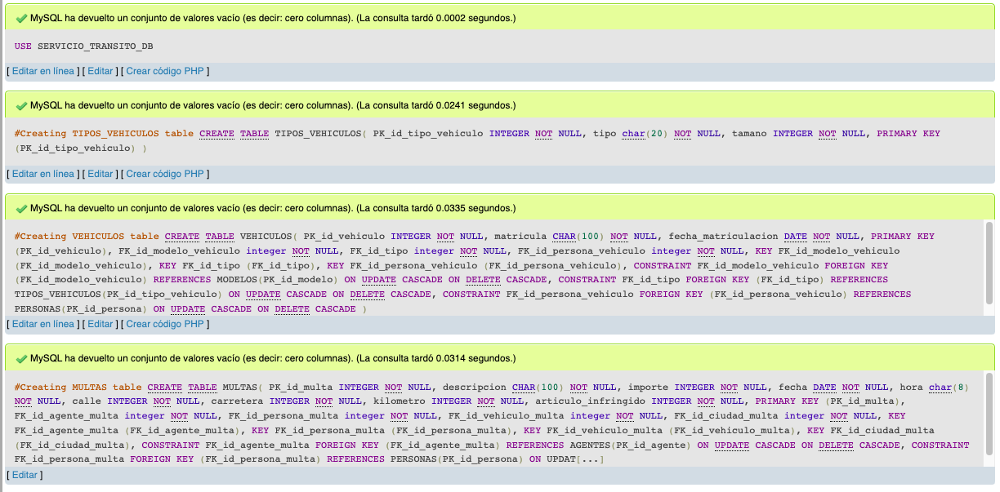 MySQL ha devuelto un conjunto de valores vacío (es decir: cero columnas). (La consulta tardó 0.0002 segundos.)
USE SERVICIO_TRANSITO_DB
[ Editar en línea ] [ Editar ] [ Crear código PHP ]
MySQL ha devuelto un conjunto de valores vacío (es decir: cero columnas). (La consulta tardó 0.0241 segundos.)
#Creating TIPOS_VEHICULOS table CREATE TABLE TIPOS_VEHICULOS( PK_id_tipo_vehiculo INTEGER NOT NULL, tipo char(20) NOT NULL, tamano INTEGER NOT NULL, PRIMARY KEY
(PK_id_tipo_vehiculo) )
[ Editar en línea ] [ Editar ] [ Crear código PHP ]
MySQL ha devuelto un conjunto de valores vacío (es decir: cero columnas). (La consulta tardó 0.0335 segundos.)
#Creating VEHICULOS table CREATE TABLE VEHICULOS( PK_id_vehiculo INTEGER NOT NULL, matricula CHAR(100) NOT NULL, fecha_matriculacion DATE NOT NULL, PRIMARY KEY
(PK_id_vehiculo), FK_id_modelo_vehiculo integer NOT NULL, FK_id_tipo integer NOT NULL, FK_id_persona_vehiculo integer NOT NULL, KEY FK_id_modelo_vehiculo
(FK_id_modelo_vehiculo), KEY FK_id_tipo (FK_id_tipo), KEY FK_id_persona_vehiculo (FK_id_persona_vehiculo), CONSTRAINT FK_id_modelo_vehiculo FOREIGN KEY
(FK_id_modelo_vehiculo) REFERENCES MODELOS(PK_id_modelo) ON UPDATE CASCADE ON DELETE CASCADE, CONSTRAINT FK_id_tipo FOREIGN KEY (FK_id_tipo) REFERENCES
TIPOS_VEHICULOS(PK_id_tipo_vehiculo) ON UPDATE CASCADE ON DELETE CASCADE, CONSTRAINT FK_id_persona_vehiculo FOREIGN KEY (FK_id_persona_vehiculo) REFERENCES
PERSONAS(PK_id_persona) ON UPDATE CASCADE ON DELETE CASCADE )
[ Editar en línea ] [ Editar ] [ Crear código PHP ]
MySQL ha devuelto un conjunto de valores vacío (es decir: cero columnas). (La consulta tardó 0.0314 segundos.)
#Creating MULTAS table CREATE TABLE MULTAS( PK_id_multa INTEGER NOT NULL, descripcion CHAR(100) NOT NULL, importe INTEGER NOT NULL, fecha DATE NOT NULL, hora char(8)
NOT NULL, calle INTEGER NOT NULL, carretera INTEGER NOT NULL, kilometro INTEGER NOT NULL, articulo_infringido INTEGER NOT NULL, PRIMARY KEY (PK_id_multa),
FK_id_agente_multa integer NOT NULL, FK_id_persona_multa integer NOT NULL, FK_id_vehiculo_multa integer NOT NULL, FK_id_ciudad_multa integer NOT NULL, KEY
FK_id_agente_multa (FK_id_agente_multa), KEY FK_id_persona_multa (FK_id_persona_multa), KEY FK_id_vehiculo_multa (FK_id_vehiculo_multa), KEY FK_id_ciudad_multa
(FK_id_ciudad_multa), CONSTRAINT FK_id_agente_multa FOREIGN KEY (FK_id_agente_multa) REFERENCES AGENTES(PK_id_agente) ON UPDATE CASCADE ON DELETE CASCADE, CONSTRAINT
FK_id_persona_multa FOREIGN KEY (FK_id_persona_multa) REFERENCES PERSONAS(PK_id_persona) ON UPDAT[...]
[ Editar ]